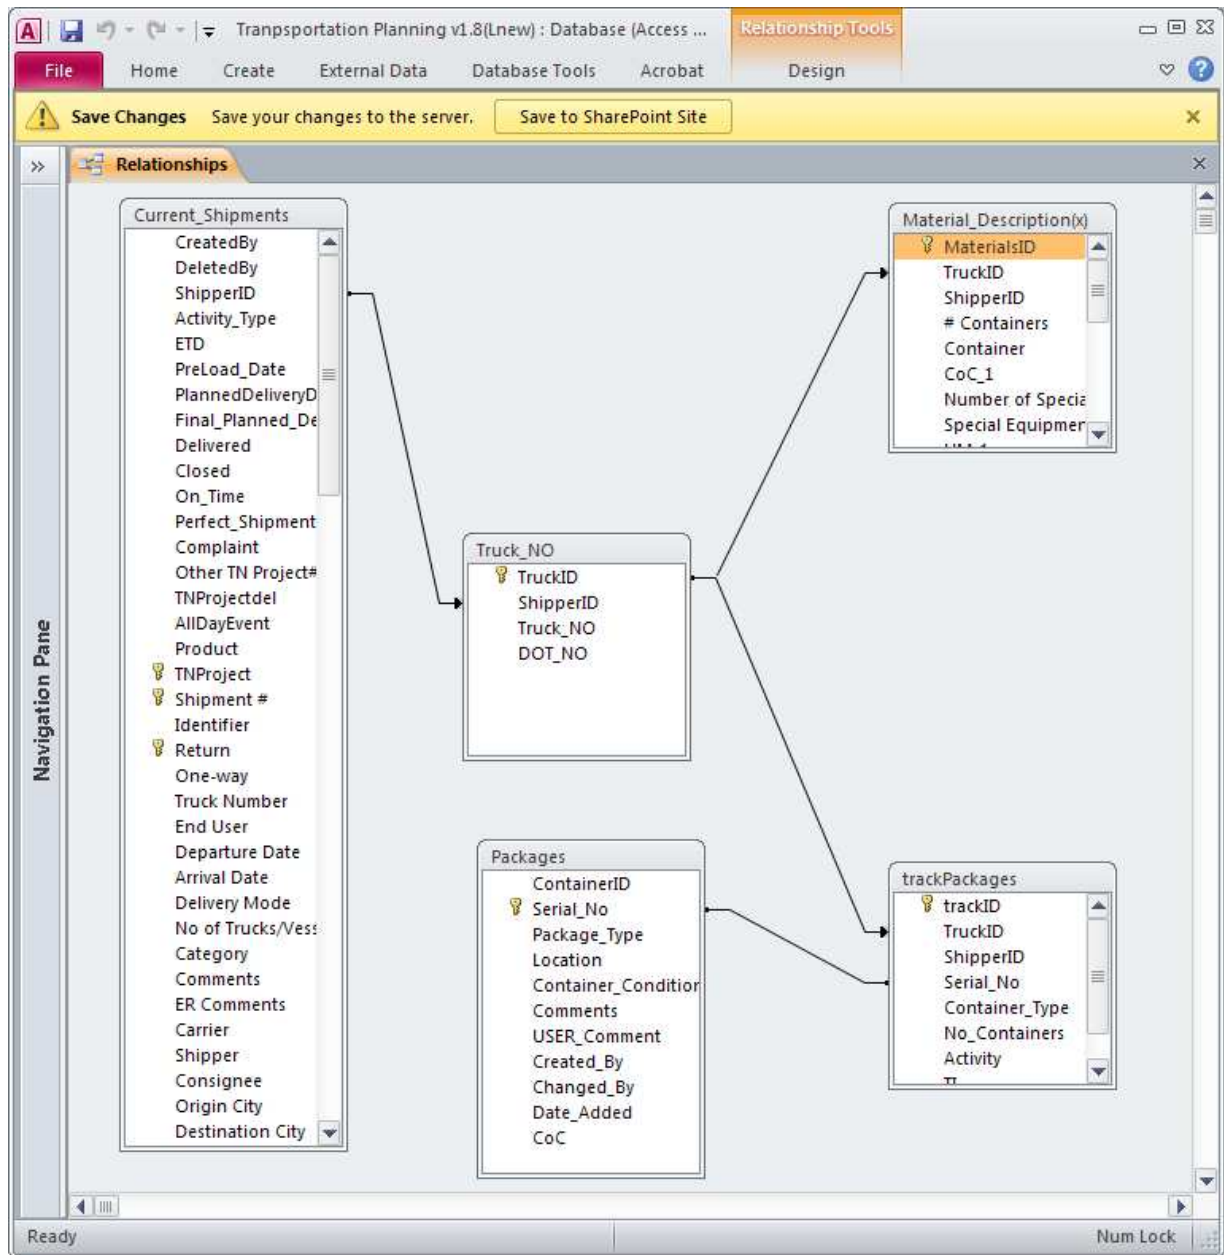 Tranpsportation Planning v1.8(Lnew) : Database (Access ...
Relationship Tools
File
Home
Create
External Data
Database Tools
Acrobat
Design
Save Changes
Save your changes to the server.
Save to SharePoint Site
Relationships
Navigation Pane
Current_Shipments
CreatedBy
DeletedBy
ShipperID
Activity_Type
ETD
PreLoad_Date
PlannedDeliveryD
Final_Planned_De
Delivered
Closed
On_Time
Perfect_Shipment
Complaint
Other TN Project#
TNProjectdel
AllDayEvent
Product
TNProject
Shipment #
Identifier
Return
One-way
Truck Number
End User
Departure Date
Arrival Date
Delivery Mode
No of Trucks/Vess
Category
Comments
ER Comments
Carrier
Shipper
Consignee
Origin City
Destination City
Truck_NO
TruckID
ShipperID
Truck_NO
DOT_NO
Packages
ContainerID
Serial_No
Package_Type
Location
Container_Condition
Comments
USER_Comment
Created_By
Changed_By
Date_Added
CoC
Material_Description(x)
MaterialsID
TruckID
ShipperID
# Containers
Container
CoC_1
Number of Specia
Special Equipmer
trackPackages
trackID
TruckID
ShipperID
Serial_No
Container_Type
No_Containers
Activity
Ready
Num Lock